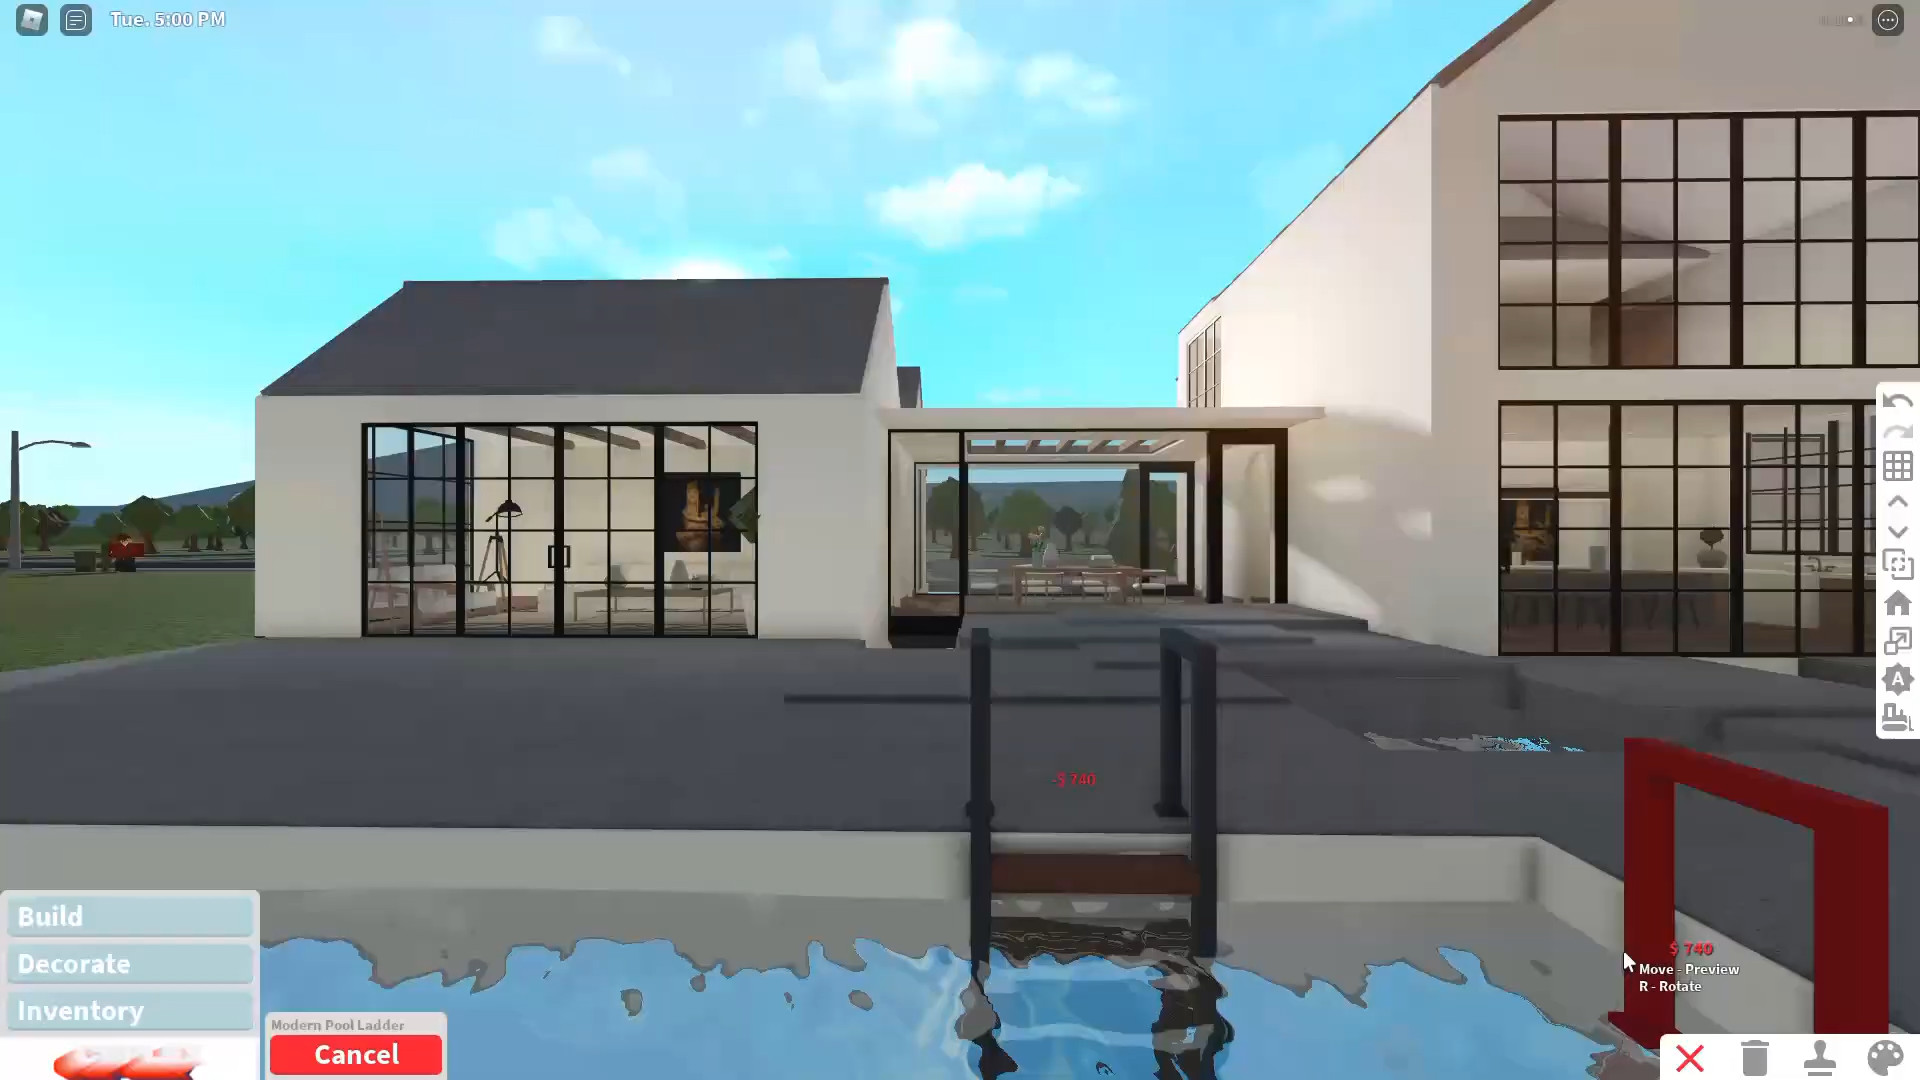 Tue. 5:00 PM
A
-$ 740
$ 740
Move - Preview
R - Rotate
Build
Decorate
Inventory
Modern Pool Ladder
Cancel